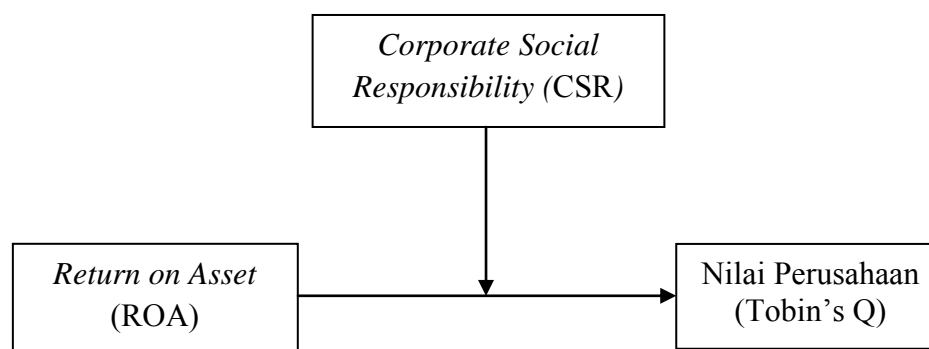 Corporate Social
Responsibility (CSR)
Return on Asset
(ROA)
Nilai Perusahaan
(Tobin’s Q)